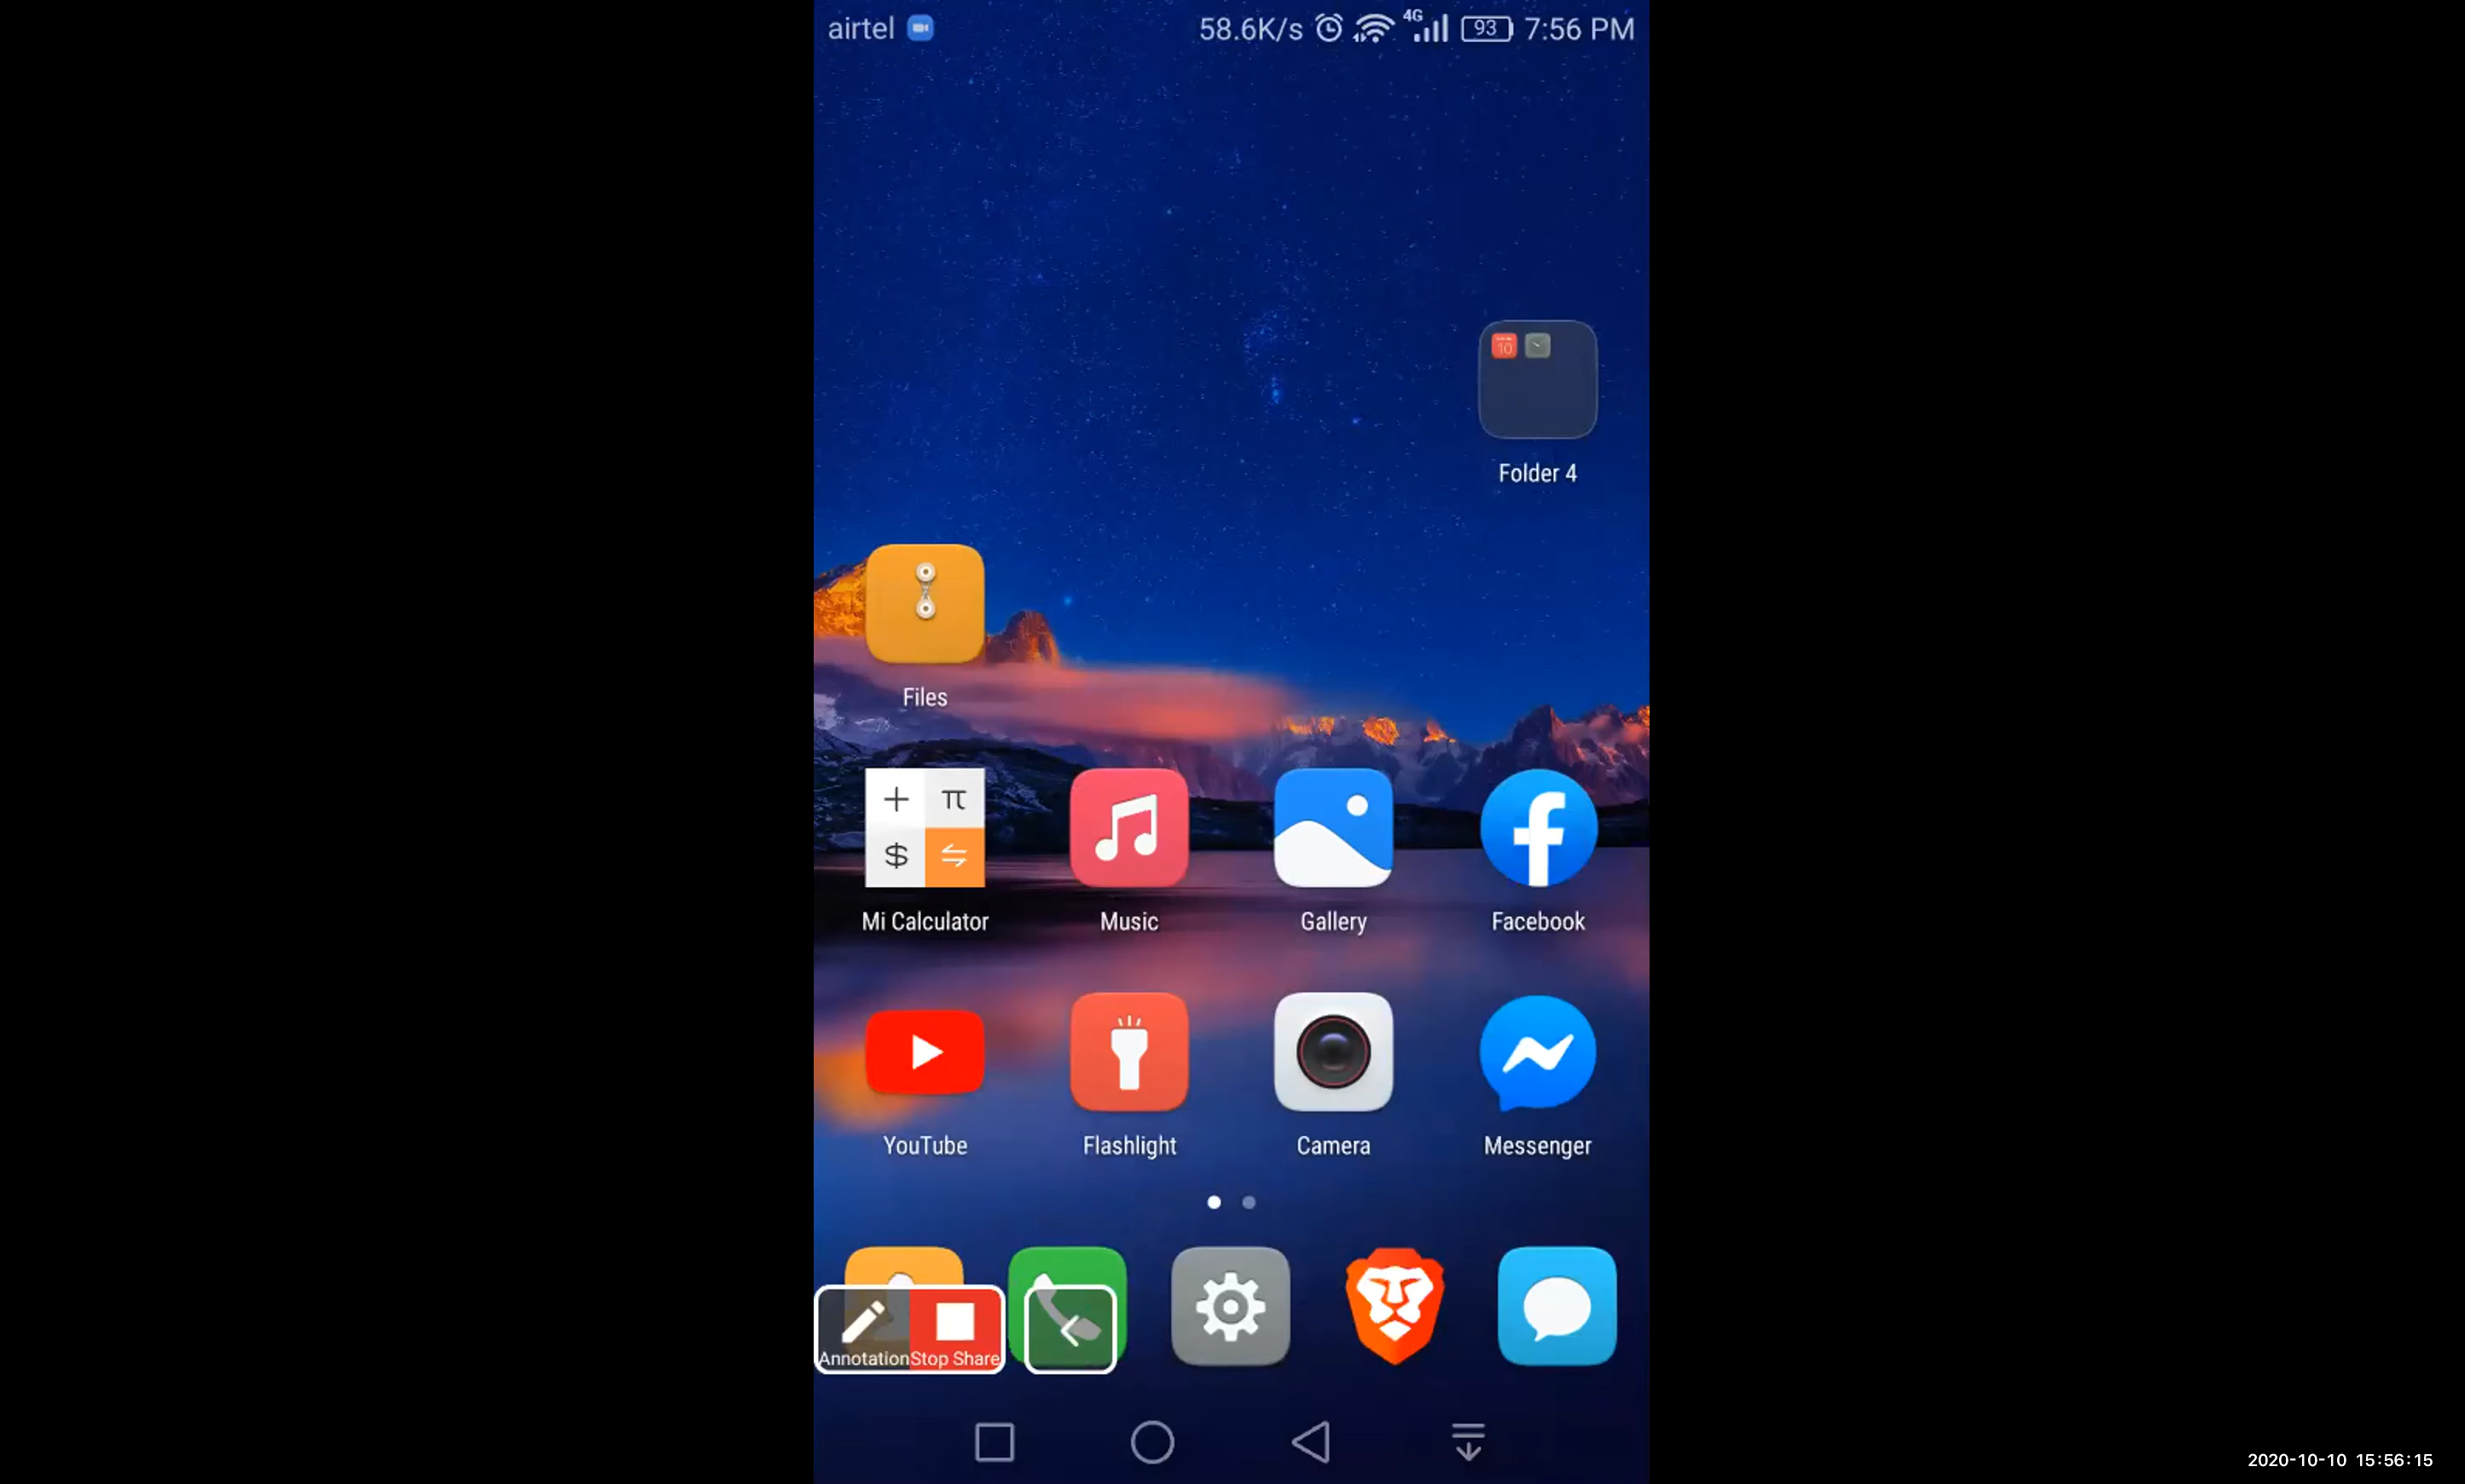 airtel 58.6K/s 4G 93 7:56 PM
10
Folder 4
Files
+ π
$
Mi Calculator Music Gallery Facebook
YouTube Flashlight Camera Messenger
Annotation Stop Share
2020-10-10 15:56:15